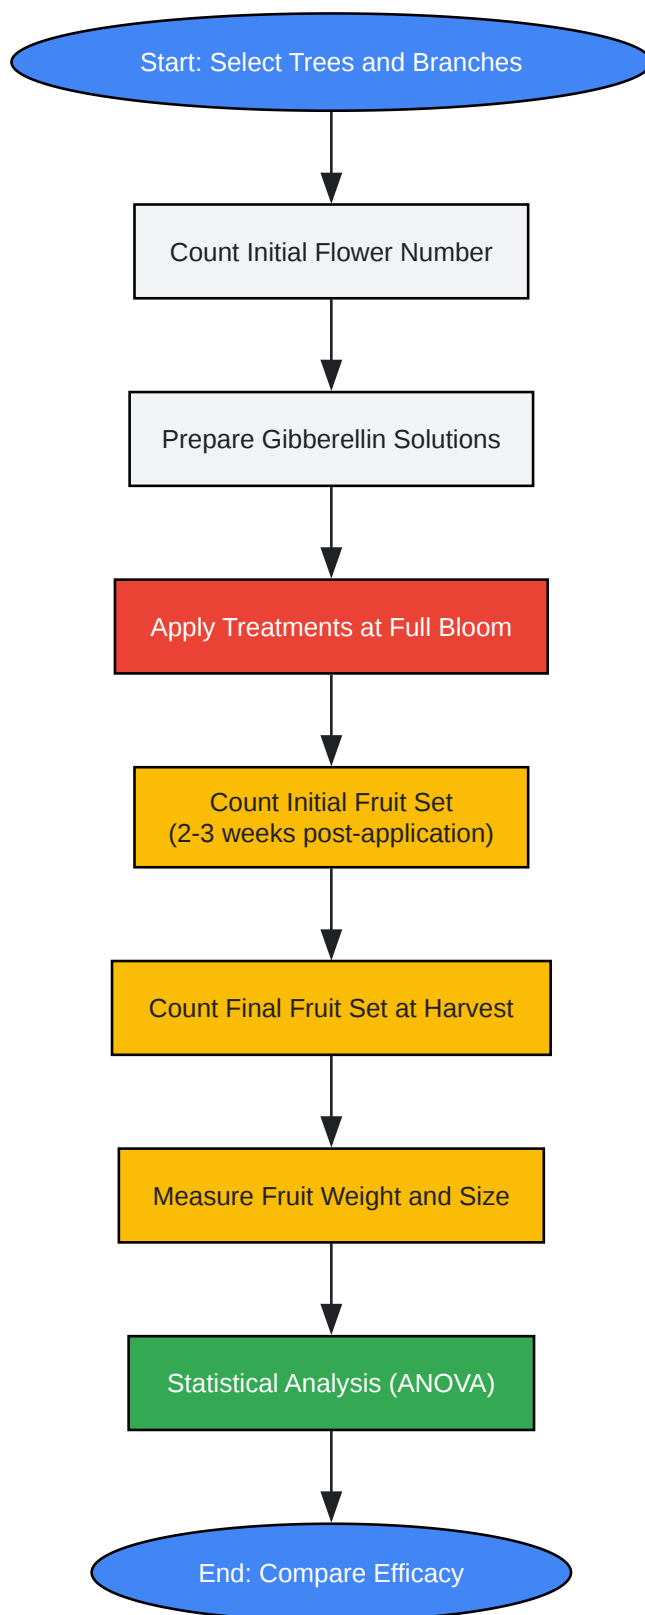 Start: Select Trees and Branches
Count Initial Flower Number
Prepare Gibberellin Solutions
Apply Treatments at Full Bloom
Count Initial Fruit Set
(2-3 weeks post-application)
Count Final Fruit Set at Harvest
Measure Fruit Weight and Size
Statistical Analysis (ANOVA)
End: Compare Efficacy